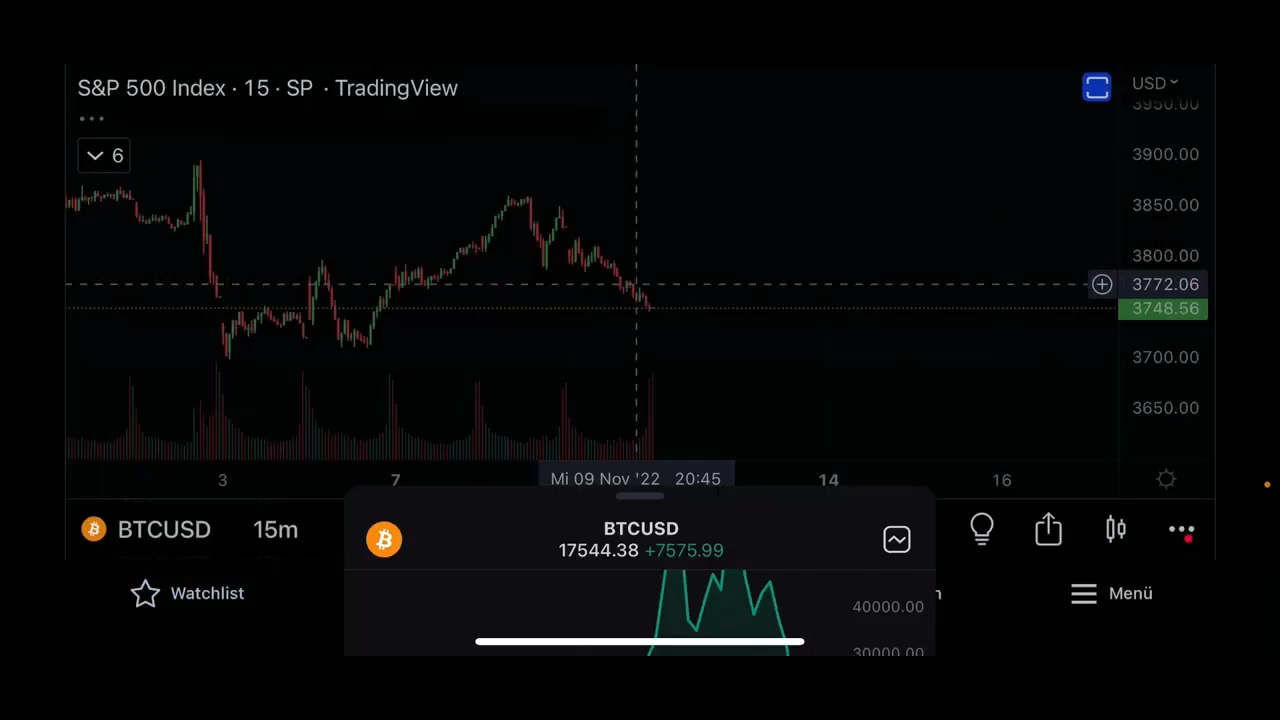 S&P 500 Index · 15 · SP · TradingView
USD
3950.00
6
3900.00
3850.00
3800.00
3772.06
3748.56
3700.00
3650.00
3
7
Mi 09 Nov '22 20:45
14
16
BTCUSD
15m
BTCUSD
17544.38 +7575.99
Watchlist
40000.00
Menü
30000.00